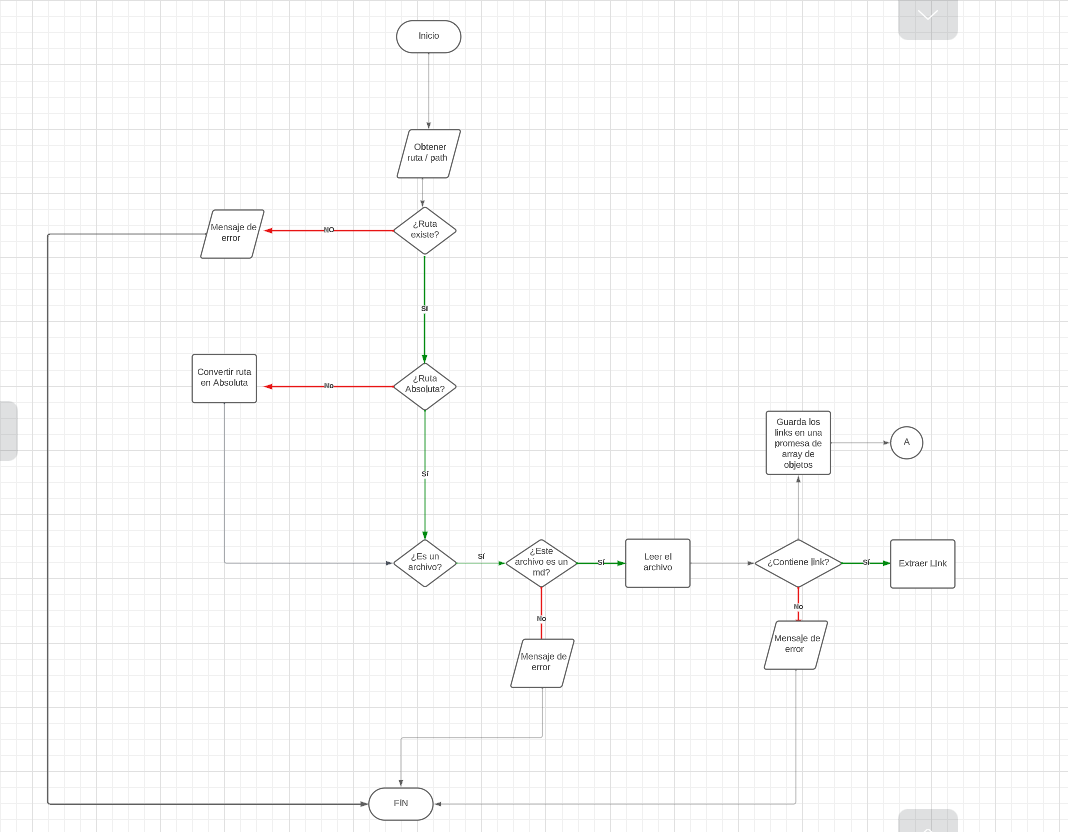 Inicio
Obtener
ruta / path
¿Ruta
existe?
NO
Mensaje de
error
Sí
¿Ruta
Absoluta?
No
Convertir ruta
en Absoluta
Sí
Guarda los
links en una
promesa de
array de
objetos
A
¿Es un
archivo?
Sí
¿Este
archivo es un
md?
Sí
Leer el
archivo
¿Contiene link?
Sí
Extraer Link
No
Mensaje de
error
No
Mensaje de
error
FIN